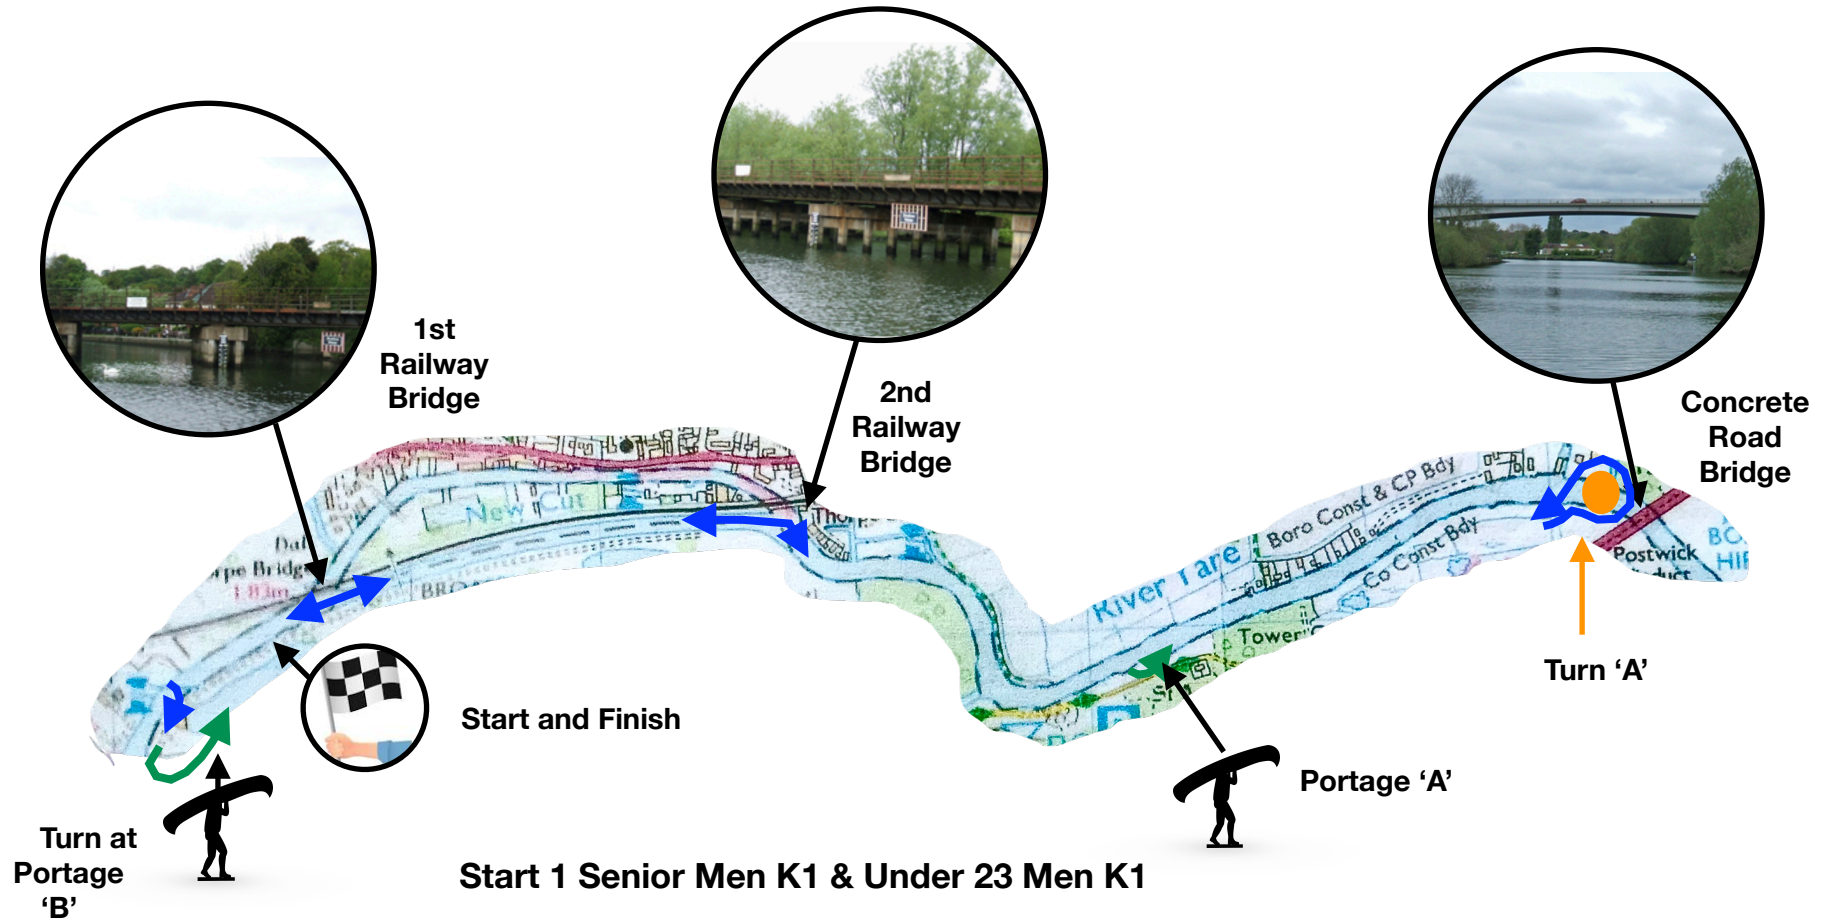 1st
Railway
Bridge
2nd
Railway
Bridge
Concrete
Road
Bridge
New Cut
River Yare
Boro Const & CP Bdy
Co Const Bdy
Tower
Postwick
Turn ‘A’
Start and Finish
Portage ‘A’
Turn at
Portage
‘B’
Start 1 Senior Men K1 & Under 23 Men K1